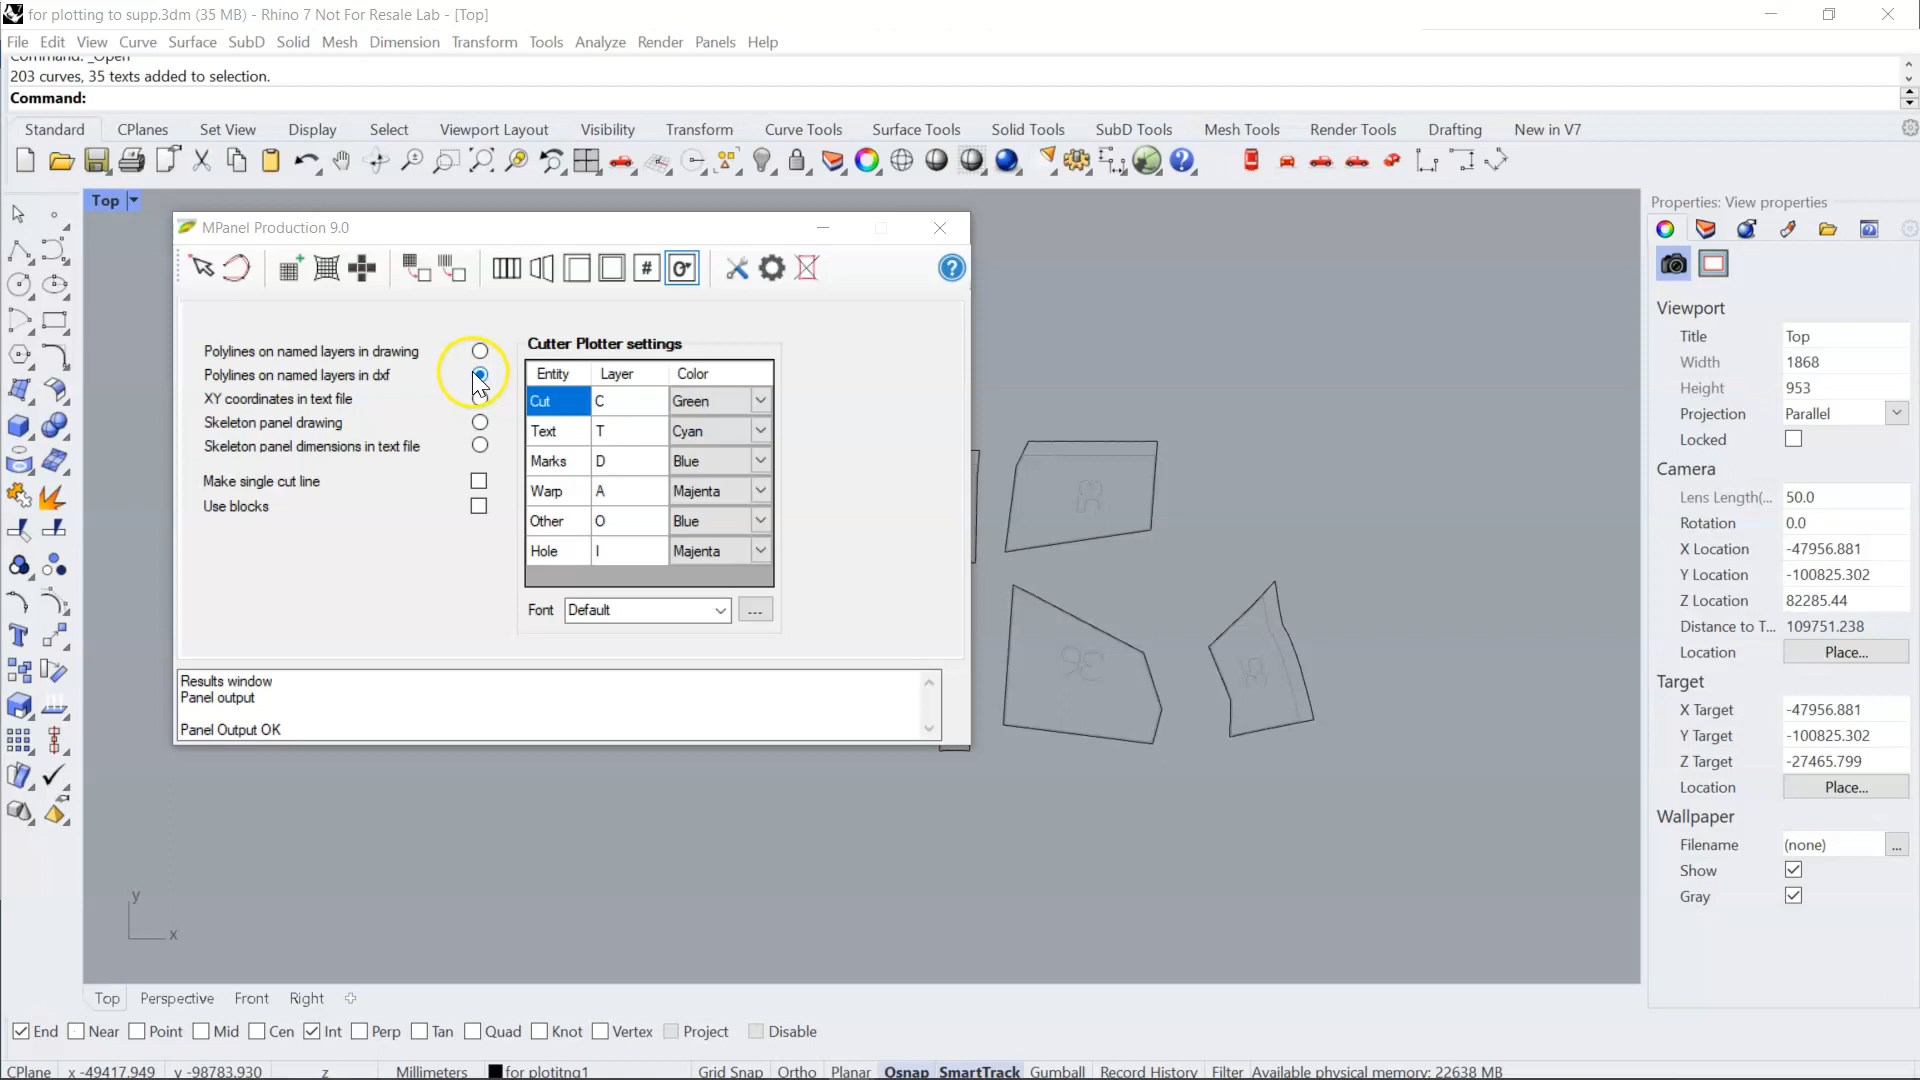 for plotting to supp.3dm (35 MB) - Rhino 7 Not For Resale Lab - [Top]
File Edit View Curve Surface SubD Solid Mesh Dimension Transform Tools Analyze Render Panels Help
Command: _Open
203 curves, 35 texts added to selection.
Command:
Standard CPlanes Set View Display Select Viewport Layout Visibility Transform Curve Tools Surface Tools Solid Tools SubD Tools Mesh Tools Render Tools Drafting New in V7
Top
MPanel Production 9.0
#
Polylines on named layers in drawing
Polylines on named layers in dxf
XY coordinates in text file
Skeleton panel drawing
Skeleton panel dimensions in text file
Make single cut line
Use blocks
Cutter Plotter settings
Entity Layer Color
Cut C Green
Text T Cyan
Marks D Blue
Warp A Majenta
Other O Blue
Hole I Majenta
Font Default ...
Results window
Panel output
Panel Output OK
y
x
Properties: View properties
Viewport
Title Top
Width 1868
Height 953
Projection Parallel
Locked
Camera
Lens Length(... 50.0
Rotation 0.0
X Location -47956.881
Y Location -100825.302
Z Location 82285.44
Distance to T... 109751.238
Location Place...
Target
X Target -47956.881
Y Target -100825.302
Z Target -27465.799
Location Place...
Wallpaper
Filename (none) ...
Show
Gray
Top Perspective Front Right
End Near Point Mid Cen Int Perp Tan Quad Knot Vertex Project Disable
CPlane x -49417.949 y -98783.930 z Millimeters for plotitng1 Grid Snap Ortho Planar Osnap SmartTrack Gumball Record History Filter Available physical memory: 22638 MB